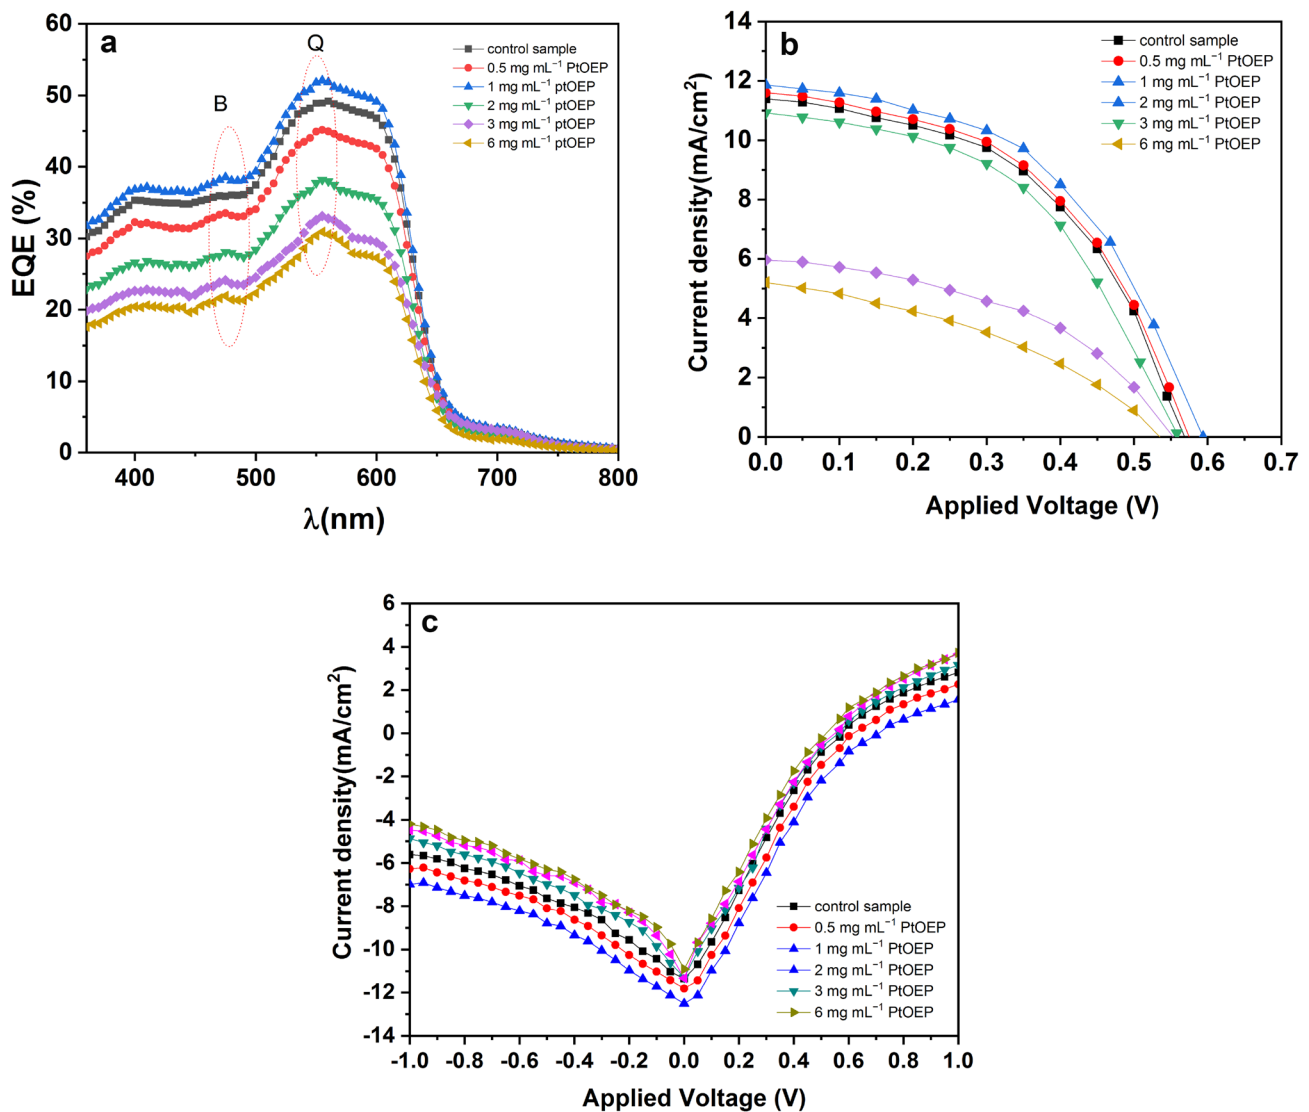 a
B
Q
control sample
0.5 mg mL⁻¹ PtOEP
1 mg mL⁻¹ ptOEP
2 mg mL⁻¹ ptOEP
3 mg mL⁻¹ ptOEP
6 mg mL⁻¹ ptOEP
EQE (%)
60
50
40
30
20
10
0
400 500 600 700 800
λ(nm)
b
control sample
0.5 mg mL⁻¹ PtOEP
1 mg mL⁻¹ PtOEP
2 mg mL⁻¹ PtOEP
3 mg mL⁻¹ PtOEP
6 mg mL⁻¹ PtOEP
Current density(mA/cm²)
14
12
10
8
6
4
2
0
0.0 0.1 0.2 0.3 0.4 0.5 0.6 0.7
Applied Voltage (V)
c
Current density(mA/cm²)
6
4
2
0
-2
-4
-6
-8
-10
-12
-14
control sample
0.5 mg mL⁻¹ PtOEP
1 mg mL⁻¹ PtOEP
2 mg mL⁻¹ PtOEP
3 mg mL⁻¹ PtOEP
6 mg mL⁻¹ PtOEP
-1.0 -0.8 -0.6 -0.4 -0.2 0.0 0.2 0.4 0.6 0.8 1.0
Applied Voltage (V)